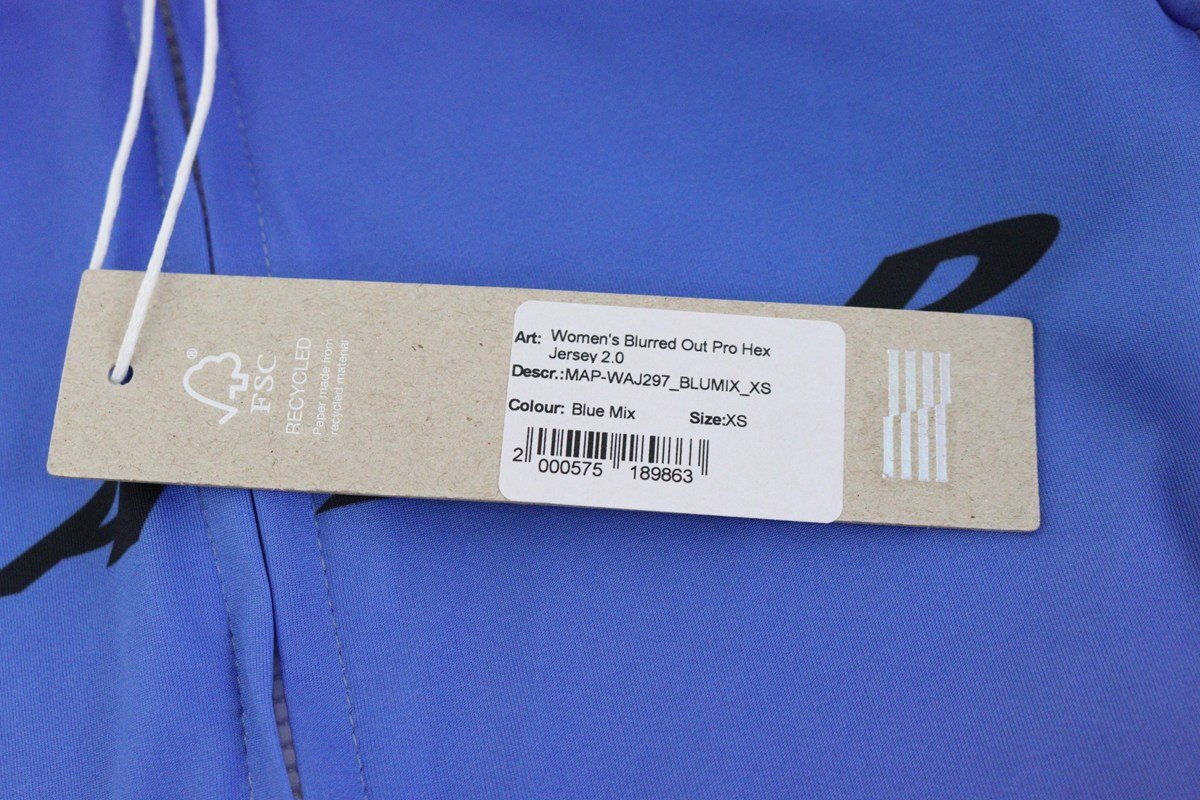 ®
FSC
RECYCLED
Paper made from
recycled material
Art: Women's Blurred Out Pro Hex
Jersey 2.0
Descr.:MAP-WAJ297_BLUMIX_XS
Colour: Blue Mix Size:XS
2 000575 189863